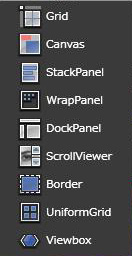 Grid
Canvas
StackPanel
WrapPanel
DockPanel
ScrollViewer
Border
UniformGrid
Viewbox